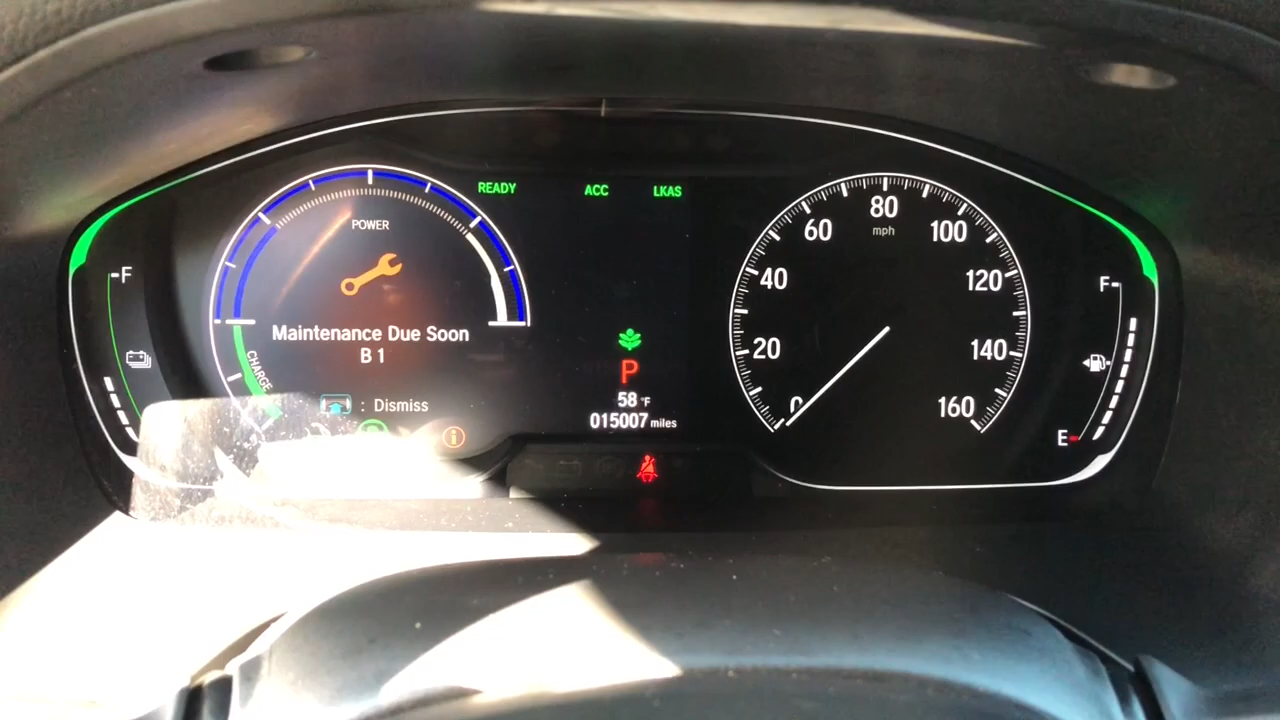 READY ACC LKAS
POWER
Maintenance Due Soon
B 1
: Dismiss
CHARGE
F
P
58 °F
015007 miles
0
20
40
60
80
100
120
140
160
mph
F
E